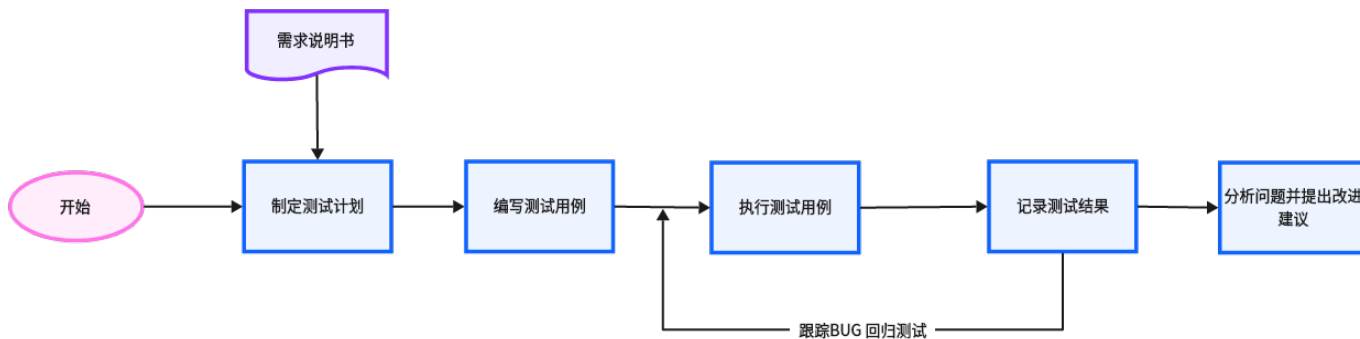 需求说明书
开始
制定测试计划
编写测试用例
执行测试用例
记录测试结果
分析问题并提出改进
建议
跟踪BUG 回归测试